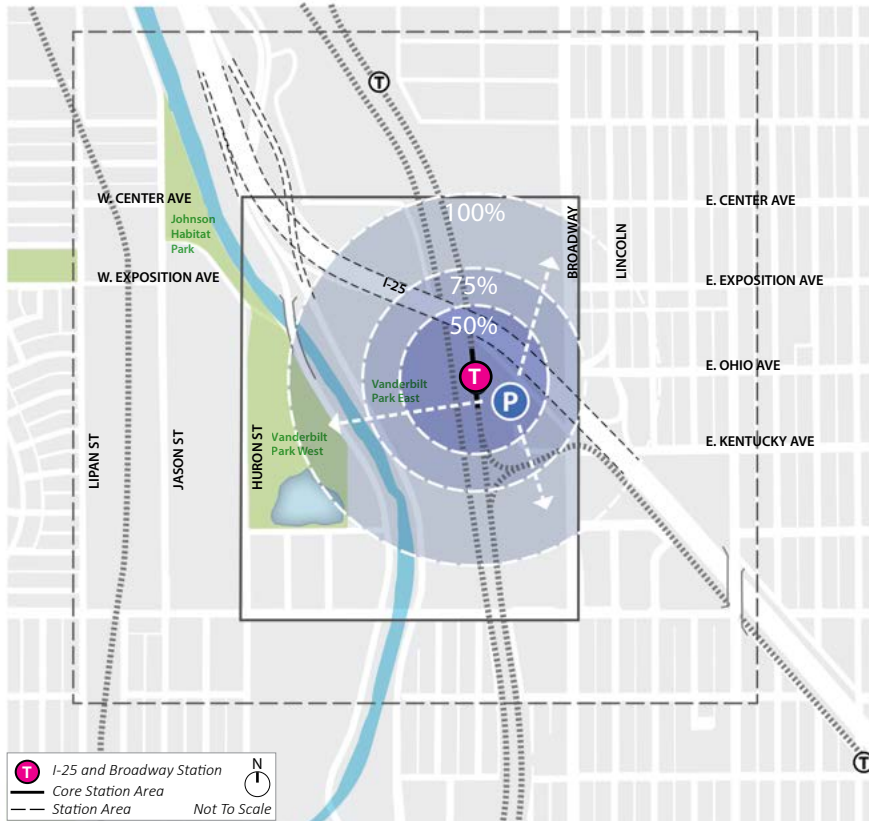 T
W. CENTER AVE
E. CENTER AVE
100%
BROADWAY
LINCOLN
Johnson
Habitat
Park
W. EXPOSITION AVE
E. EXPOSITION AVE
I-25
75%
50%
E. OHIO AVE
T
Vanderbilt
Park East
P
LIPAN ST
JASON ST
HURON ST
Vanderbilt
Park West
E. KENTUCKY AVE
T
T I-25 and Broadway Station
N
Core Station Area
Station Area
Not To Scale